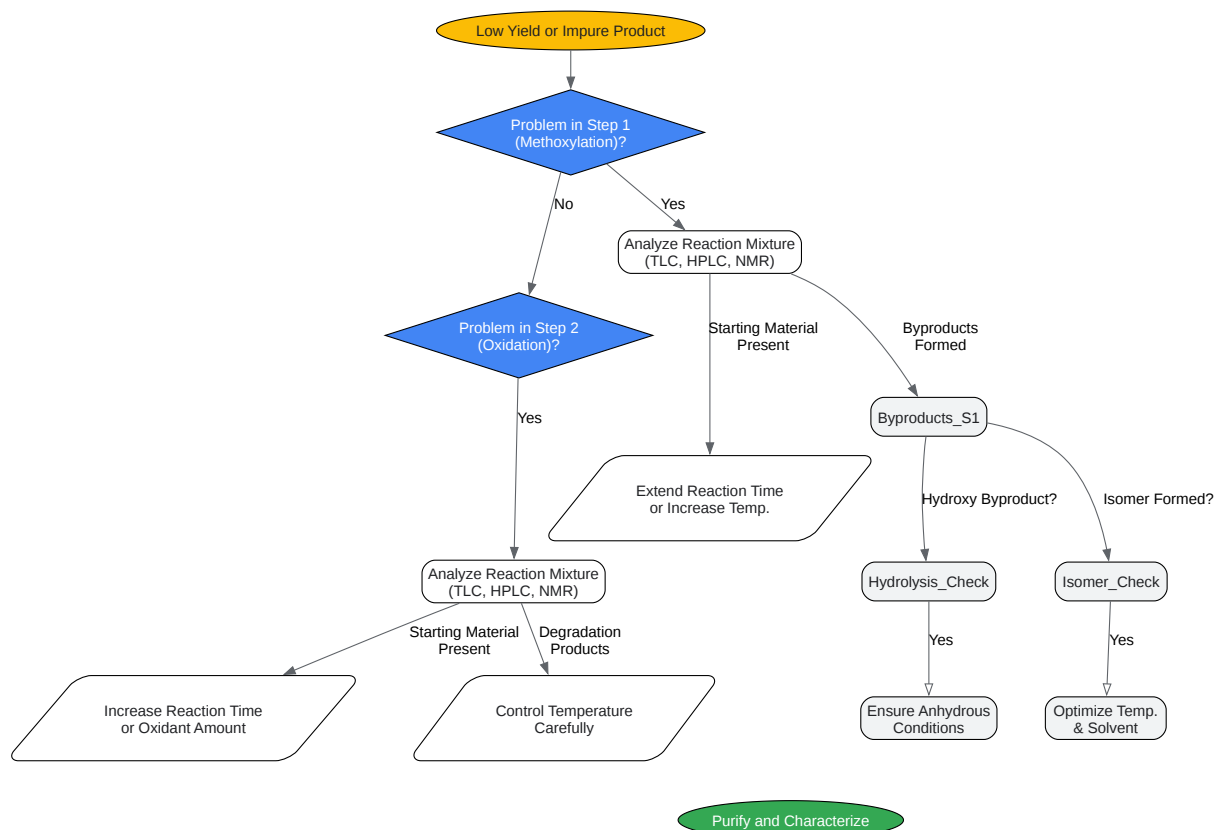 Low Yield or Impure Product
Problem in Step 1
(Methoxylation)?
No
Yes
Analyze Reaction Mixture
(TLC, HPLC, NMR)
Problem in Step 2
(Oxidation)?
Starting Material
Present
Byproducts
Formed
Yes
Byproducts_S1
Extend Reaction Time
or Increase Temp.
Hydroxy Byproduct?
Isomer Formed?
Analyze Reaction Mixture
(TLC, HPLC, NMR)
Hydrolysis_Check
Isomer_Check
Starting Material
Present
Degradation
Products
Yes
Yes
Increase Reaction Time
or Oxidant Amount
Control Temperature
Carefully
Ensure Anhydrous
Conditions
Optimize Temp.
& Solvent
Purify and Characterize